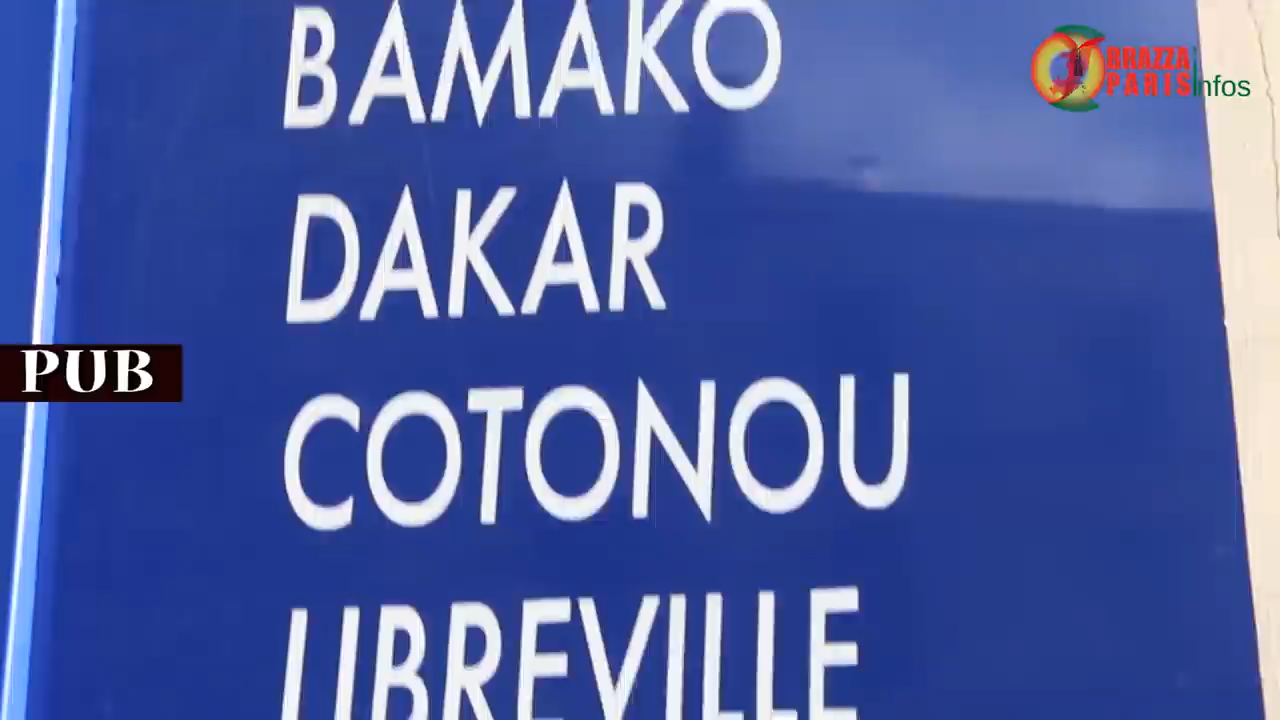 BAMAKO
BRAZZA
PARIS infos
DAKAR
PUB
COTONOU
LIBREVILLE